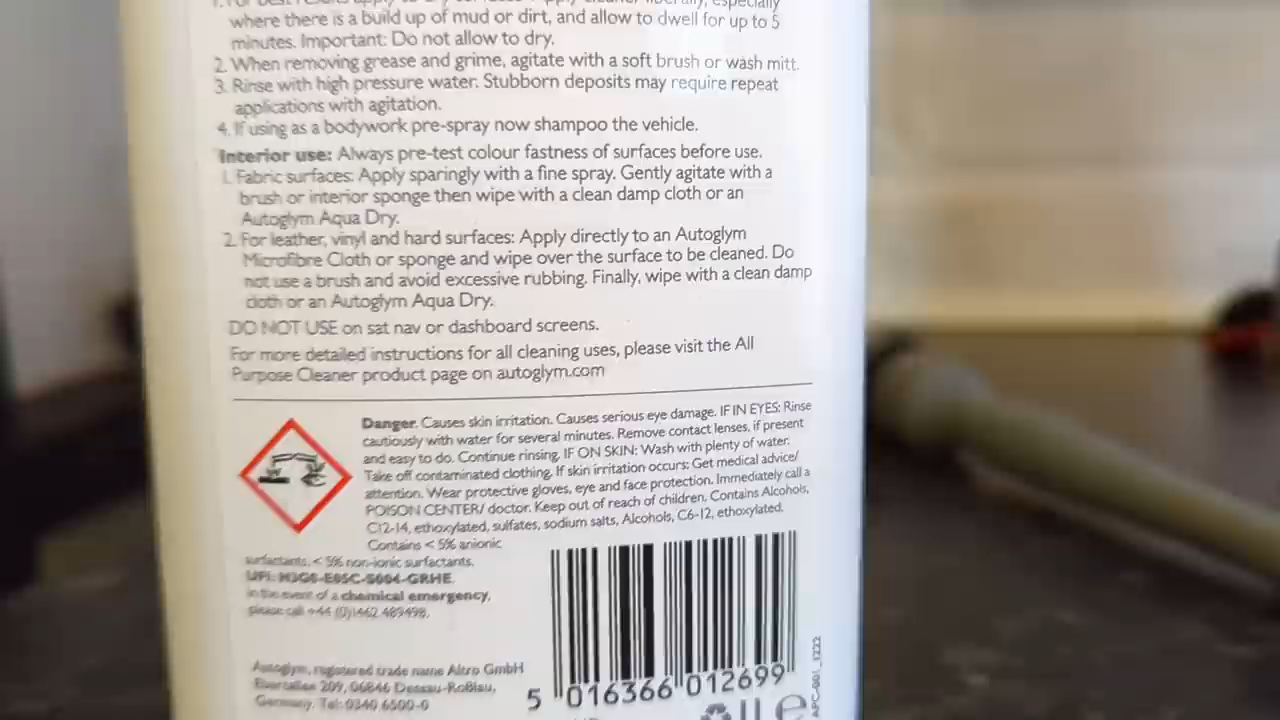 1. For best results apply to dry surfaces. Apply cleaner liberally, especially
where there is a build up of mud or dirt, and allow to dwell for up to 5
minutes. Important: Do not allow to dry.
2. When removing grease and grime, agitate with a soft brush or wash mitt.
3. Rinse with high pressure water. Stubborn deposits may require repeat
applications with agitation.
4. If using as a bodywork pre-spray now shampoo the vehicle.
Interior use: Always pre-test colour fastness of surfaces before use.
1. Fabric surfaces: Apply sparingly with a fine spray. Gently agitate with a
brush or interior sponge then wipe with a clean damp cloth or an
Autoglym Aqua Dry.
2. For leather, vinyl and hard surfaces: Apply directly to an Autoglym
Microfibre Cloth or sponge and wipe over the surface to be cleaned. Do
not use a brush and avoid excessive rubbing. Finally, wipe with a clean damp
cloth or an Autoglym Aqua Dry.
DO NOT USE on sat nav or dashboard screens.
For more detailed instructions for all cleaning uses, please visit the All
Purpose Cleaner product page on autoglym.com
Danger. Causes skin irritation. Causes serious eye damage. IF IN EYES: Rinse
cautiously with water for several minutes. Remove contact lenses, if present
and easy to do. Continue rinsing. IF ON SKIN: Wash with plenty of water.
Take off contaminated clothing. If skin irritation occurs: Get medical advice/
attention. Wear protective gloves, eye and face protection. Immediately call a
POISON CENTER/ doctor. Keep out of reach of children. Contains Alcohols,
C12-14, ethoxylated, sulfates, sodium salts, Alcohols, C6-12, ethoxylated.
Contains < 5% anionic
surfactants, < 5% non-ionic surfactants.
UFI: H3G0-E0SC-S004-GRHE
In the event of a chemical emergency,
please call +44 (0)1462 489498.
Autoglym, registered trade name Altro GmbH
Ebertallee 209, 06846 Dessau-Roßlau,
Germany. Tel: 0340 6500-0
5 016366 012699
APC-001_1222